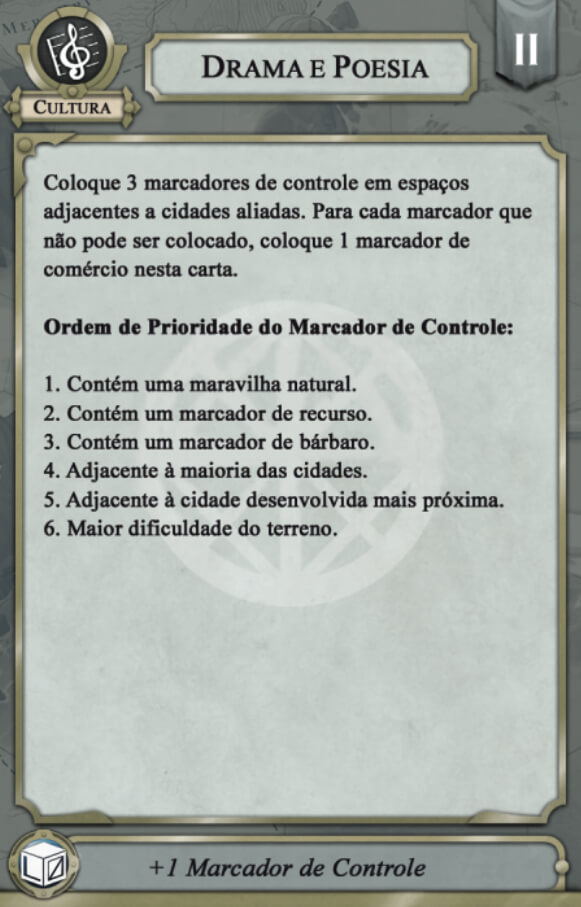 II
DRAMA E POESIA
CULTURA
Coloque 3 marcadores de controle em espaços
adjacentes a cidades aliadas. Para cada marcador que
não pode ser colocado, coloque 1 marcador de
comércio nesta carta.
Ordem de Prioridade do Marcador de Controle:
1. Contém uma maravilha natural.
2. Contém um marcador de recurso.
3. Contém um marcador de bárbaro.
4. Adjacente à maioria das cidades.
5. Adjacente à cidade desenvolvida mais próxima.
6. Maior dificuldade do terreno.
+1 Marcador de Controle